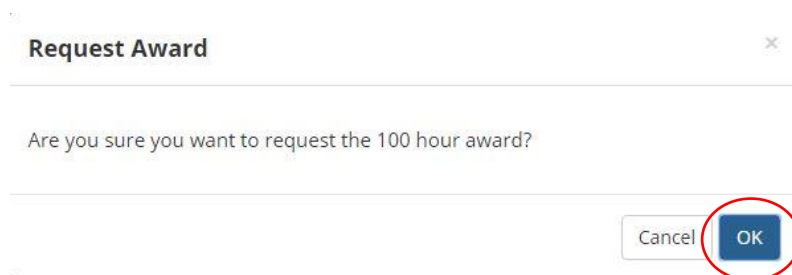 Request Award ×
Are you sure you want to request the 100 hour award?
Cancel OK